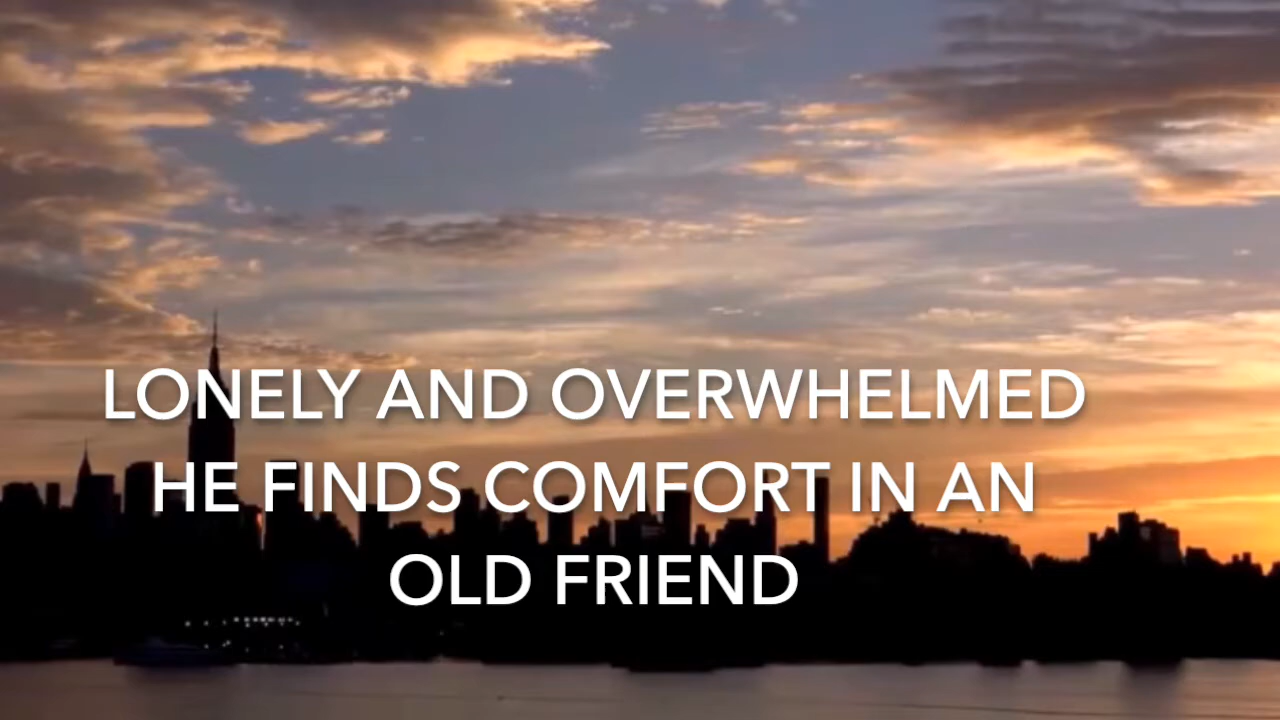 LONELY AND OVERWHELMED
HE FINDS COMFORT IN AN
OLD FRIEND